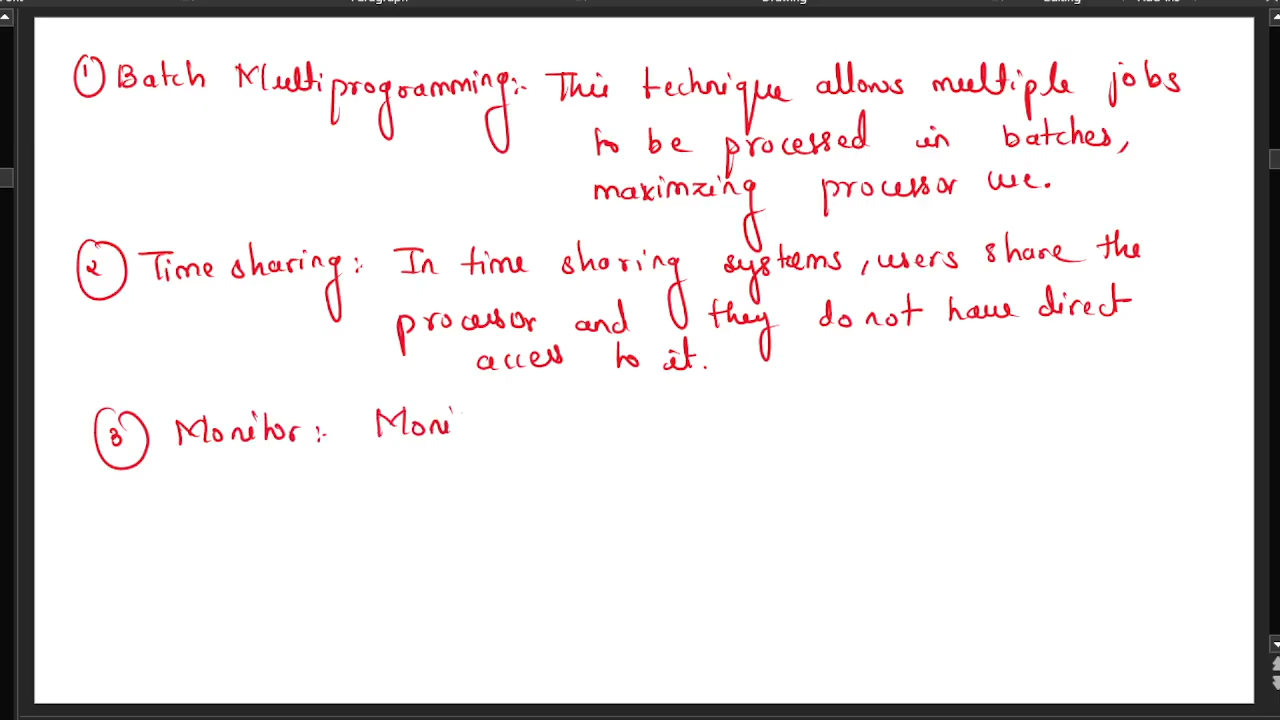 ① Batch Multiprogramming:- This technique allows multiple jobs
to be processed in batches,
maximzing processor use.
② Time sharing: In time sharing systems, users share the
processor and they do not have direct
access to it.
③ Monitor:- Moni